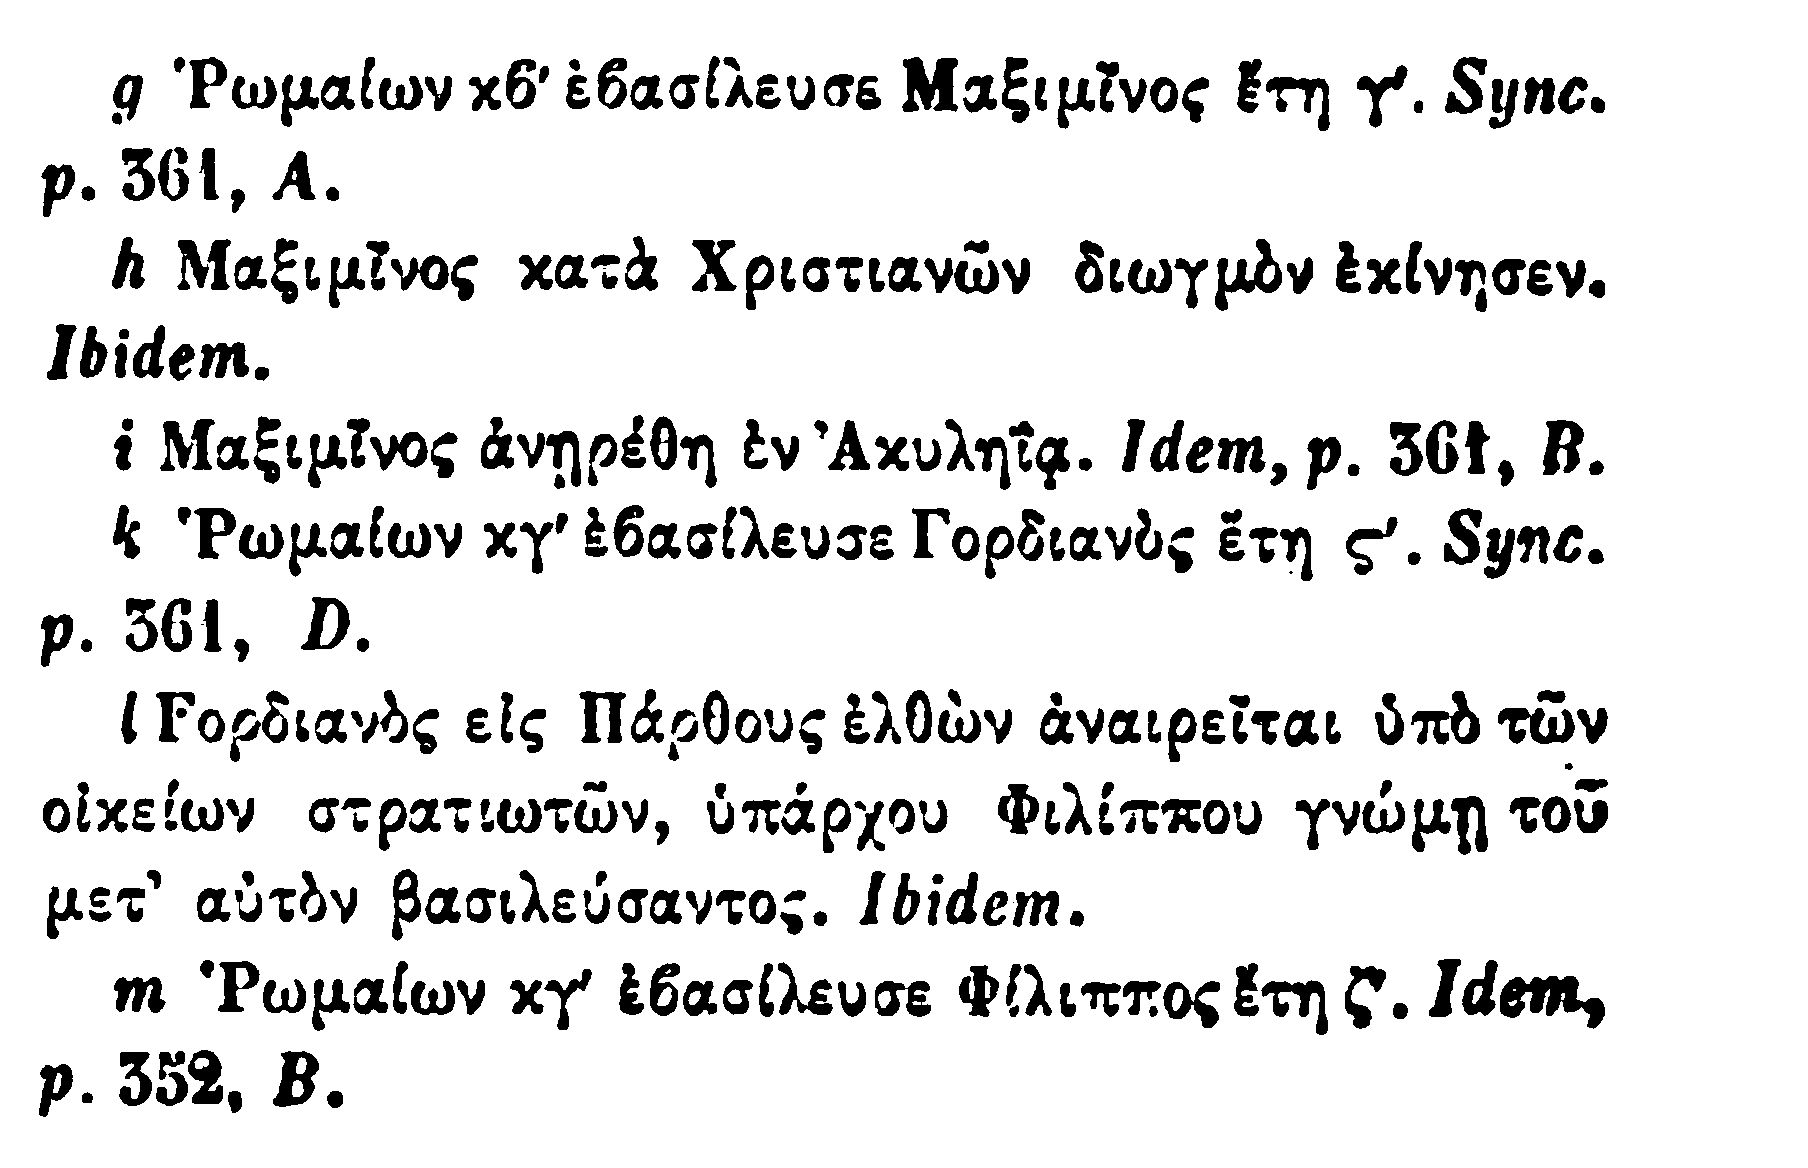 g Ῥωμαίων κϐ′ ἐϐασίλευσε Μαξιμῖνος ἔτη γ′. Sync.
p. 361, A.
h Μαξιμῖνος κατὰ Χριστιανῶν διωγμὸν ἐκίνησεν.
Ibidem.
i Μαξιμῖνος ἀνῃρέθη ἐν Ἀκυληΐᾳ. Idem, p. 361, B.
k Ῥωμαίων κγ′ ἐϐασίλευσε Γορδιανὸς ἔτη ϛ′. Sync.
p. 361, D.
l Γορδιανὸς εἰς Πάρθους ἐλθὼν ἀναιρεῖται ὑπὸ τῶν
οἰκείων στρατιωτῶν, ὑπάρχου Φιλίππου γνώμῃ τοῦ
μετ’ αὐτὸν βασιλεύσαντος. Ibidem.
m Ῥωμαίων κγ′ ἐϐασίλευσε Φίλιππος ἔτη ζ′. Idem,
p. 352, B.